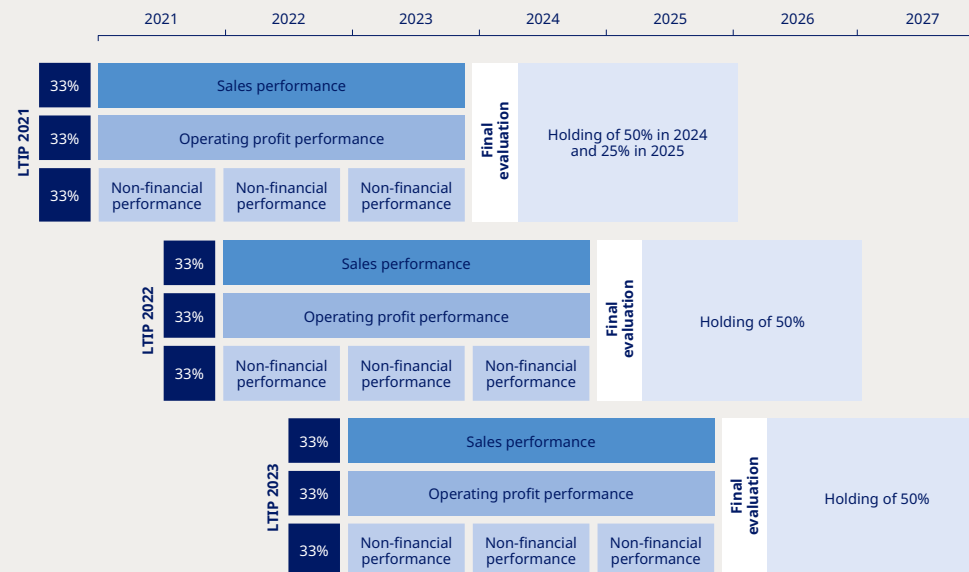 2021 2022 2023 2024 2025 2026 2027
LTIP 2021
33%
Sales performance
33%
Operating profit performance
33%
Non-financial
performance
Non-financial
performance
Non-financial
performance
Final
evaluation
Holding of 50% in 2024
and 25% in 2025
LTIP 2022
33%
Sales performance
33%
Operating profit performance
33%
Non-financial
performance
Non-financial
performance
Non-financial
performance
Final
evaluation
Holding of 50%
LTIP 2023
33%
Sales performance
33%
Operating profit performance
33%
Non-financial
performance
Non-financial
performance
Non-financial
performance
Final
evaluation
Holding of 50%